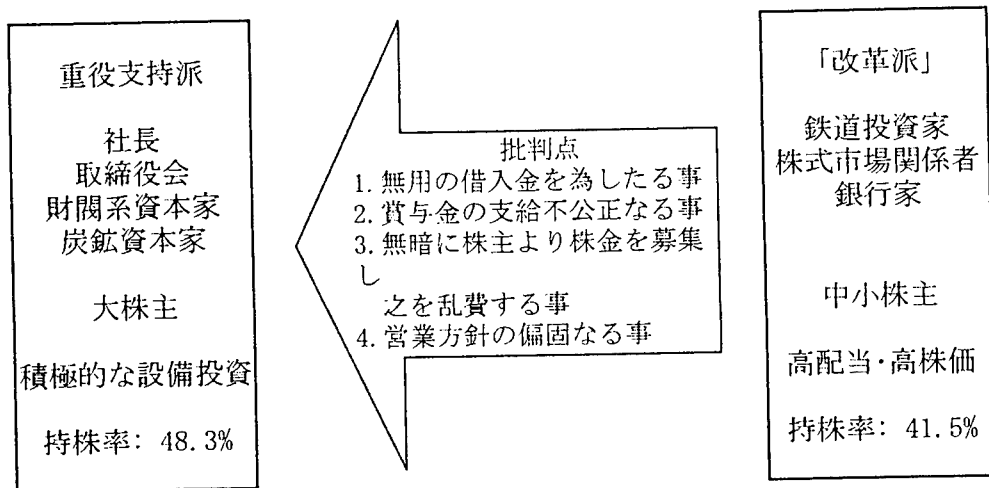 重役支持派
社長
取締役会
財閥系資本家
炭鉱資本家
大株主
積極的な設備投資
持株率: 48.3%
批判点
1. 無用の借入金を為したる事
2. 賞与金の支給不公正なる事
3. 無暗に株主より株金を募集
し
之を乱費する事
4. 営業方針の偏固なる事
「改革派」
鉄道投資家
株式市場関係者
銀行家
中小株主
高配当・高株価
持株率: 41.5%